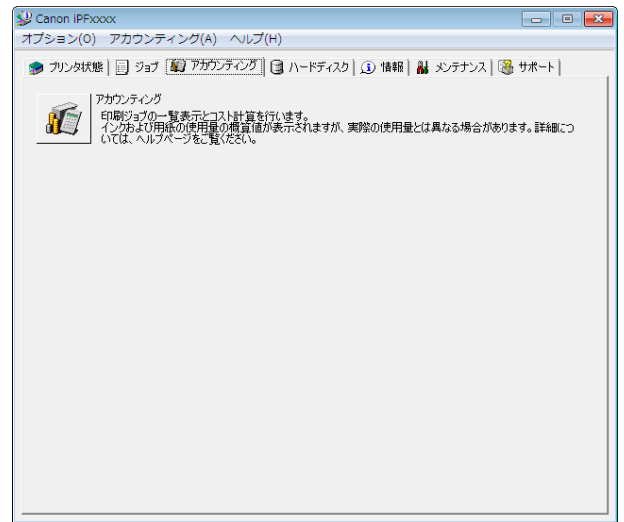 Canon iPFxxxx
オプション(O) アカウンティング(A) ヘルプ(H)
プリンタ状態 ジョブ アカウンティング ハードディスク 情報 メンテナンス サポート
アカウンティング
印刷ジョブの一覧表示とコスト計算を行います。
インクおよび用紙の使用量の概算値が表示されますが、実際の使用量とは異なる場合があります。詳細につ
いては、ヘルプページをご覧ください。